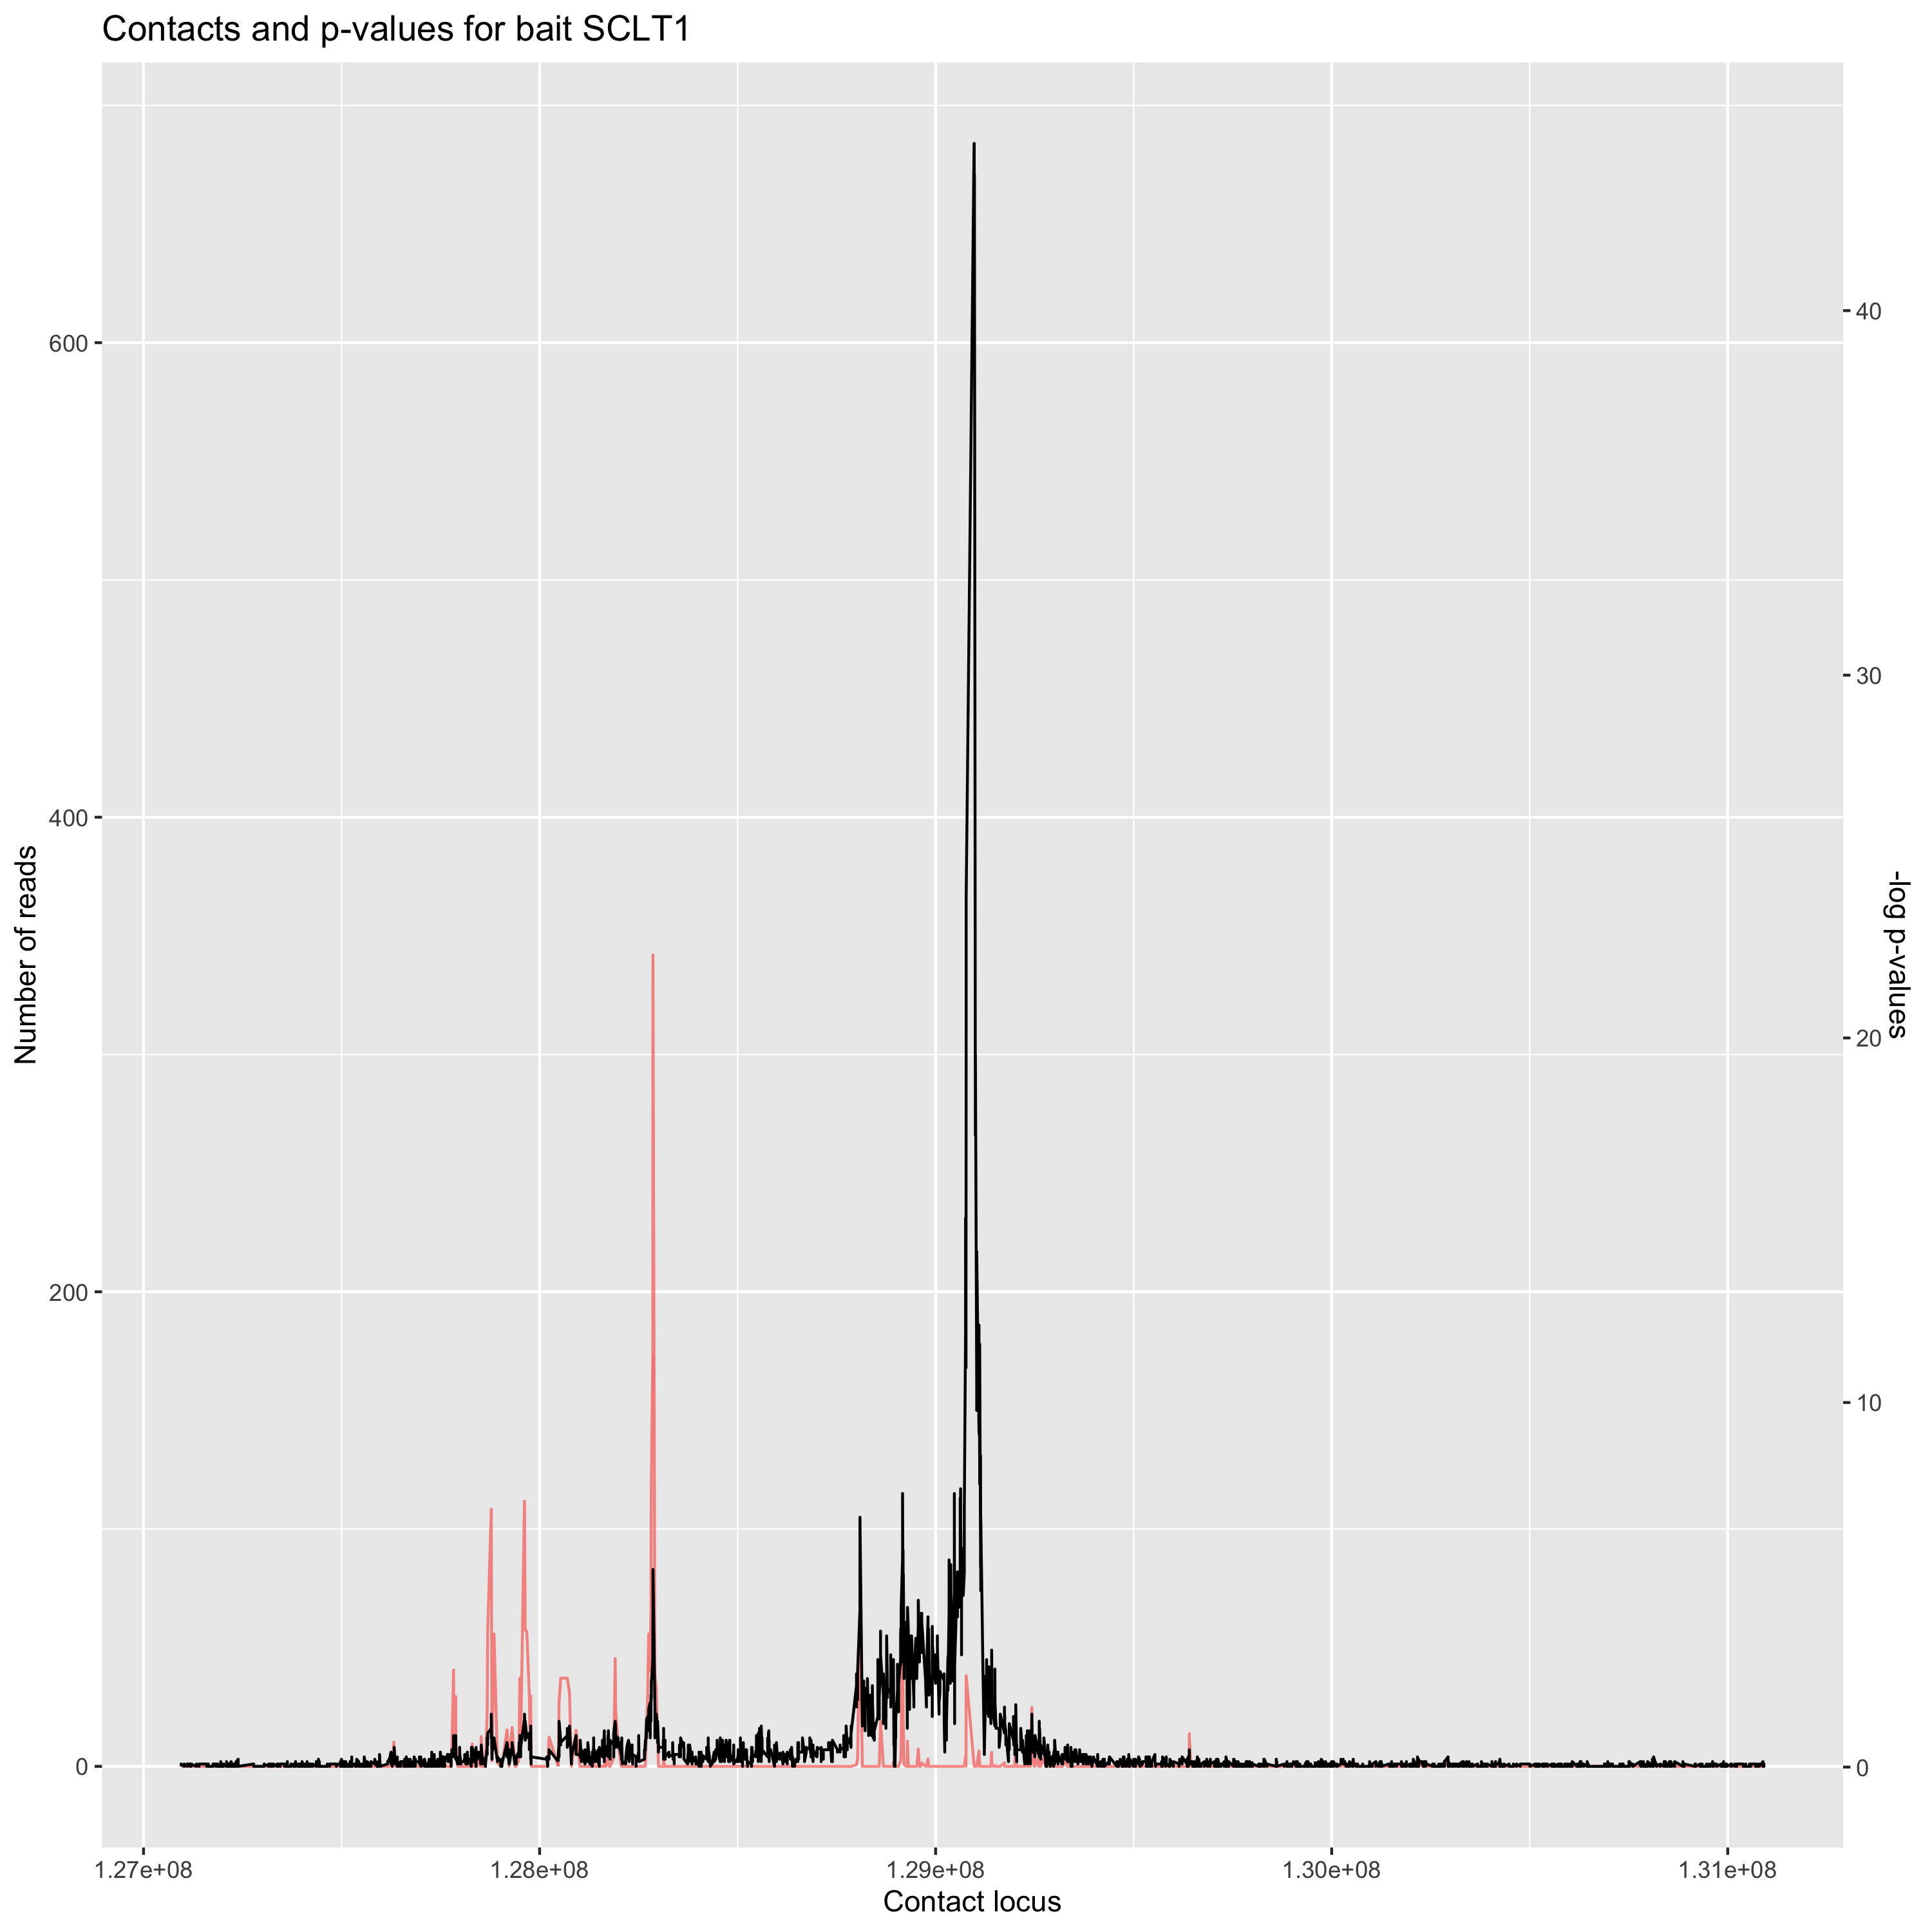 Contacts and p-values for bait SCLT1
Number of reads
600
400
200
0
40
30
20
10
0
-log p-values
1.27e+08
1.28e+08
1.29e+08
1.30e+08
1.31e+08
Contact locus